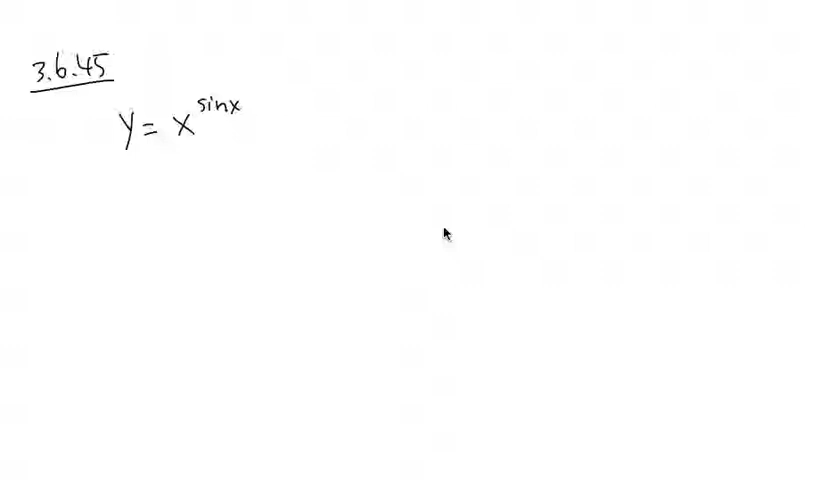 3.6.45
y = x^sinx